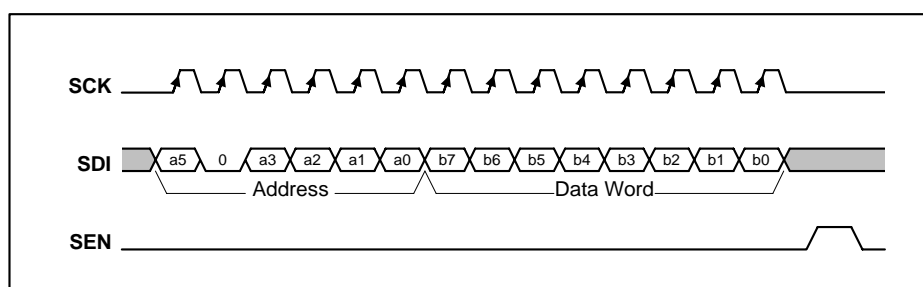 SCK
SDI a5 0 a3 a2 a1 a0 b7 b6 b5 b4 b3 b2 b1 b0
Address Data Word
SEN